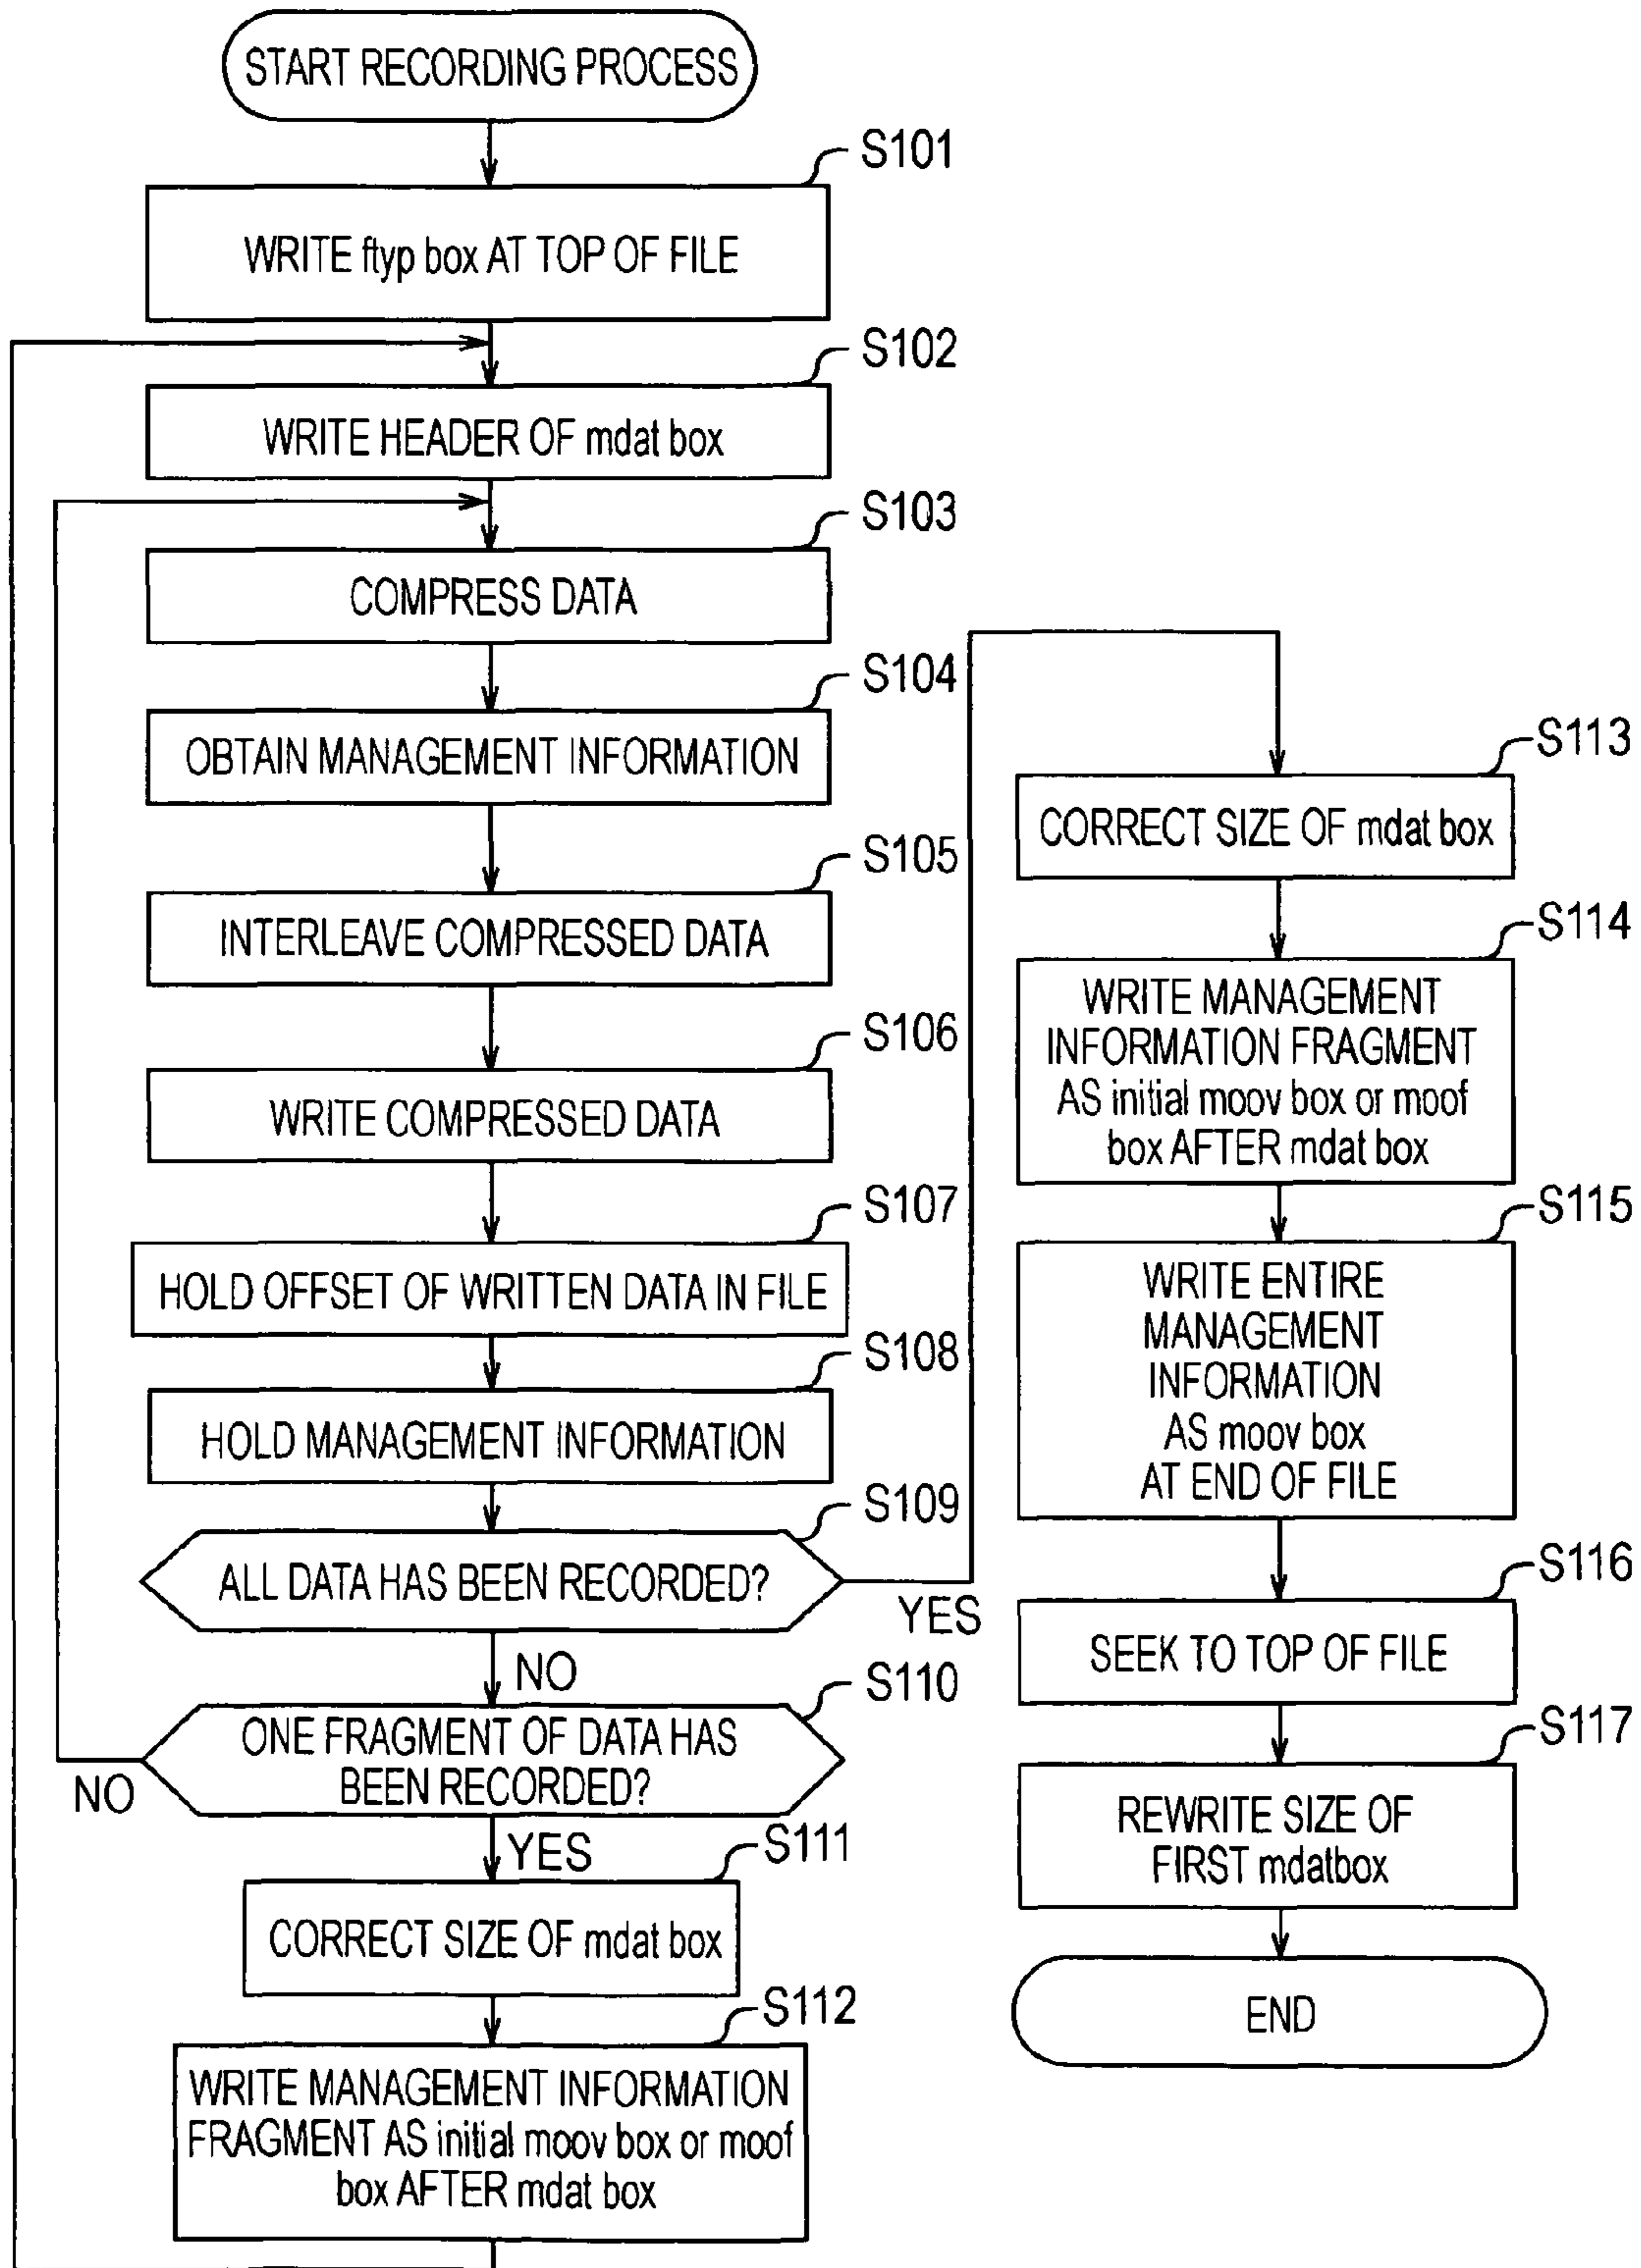 START RECORDING PROCESS
S101
WRITE ftyp box AT TOP OF FILE
S102
WRITE HEADER OF mdat box
S103
COMPRESS DATA
S104
OBTAIN MANAGEMENT INFORMATION
S105
INTERLEAVE COMPRESSED DATA
S106
WRITE COMPRESSED DATA
S107
HOLD OFFSET OF WRITTEN DATA IN FILE
S108
HOLD MANAGEMENT INFORMATION
S109
ALL DATA HAS BEEN RECORDED?
YES
NO
S110
ONE FRAGMENT OF DATA HAS
BEEN RECORDED?
NO
YES
S111
CORRECT SIZE OF mdat box
S112
WRITE MANAGEMENT INFORMATION
FRAGMENT AS initial moov box or moof
box AFTER mdat box
S113
CORRECT SIZE OF mdat box
S114
WRITE MANAGEMENT
INFORMATION FRAGMENT
AS initial moov box or moof
box AFTER mdat box
S115
WRITE ENTIRE
MANAGEMENT
INFORMATION
AS moov box
AT END OF FILE
S116
SEEK TO TOP OF FILE
S117
REWRITE SIZE OF
FIRST mdatbox
END